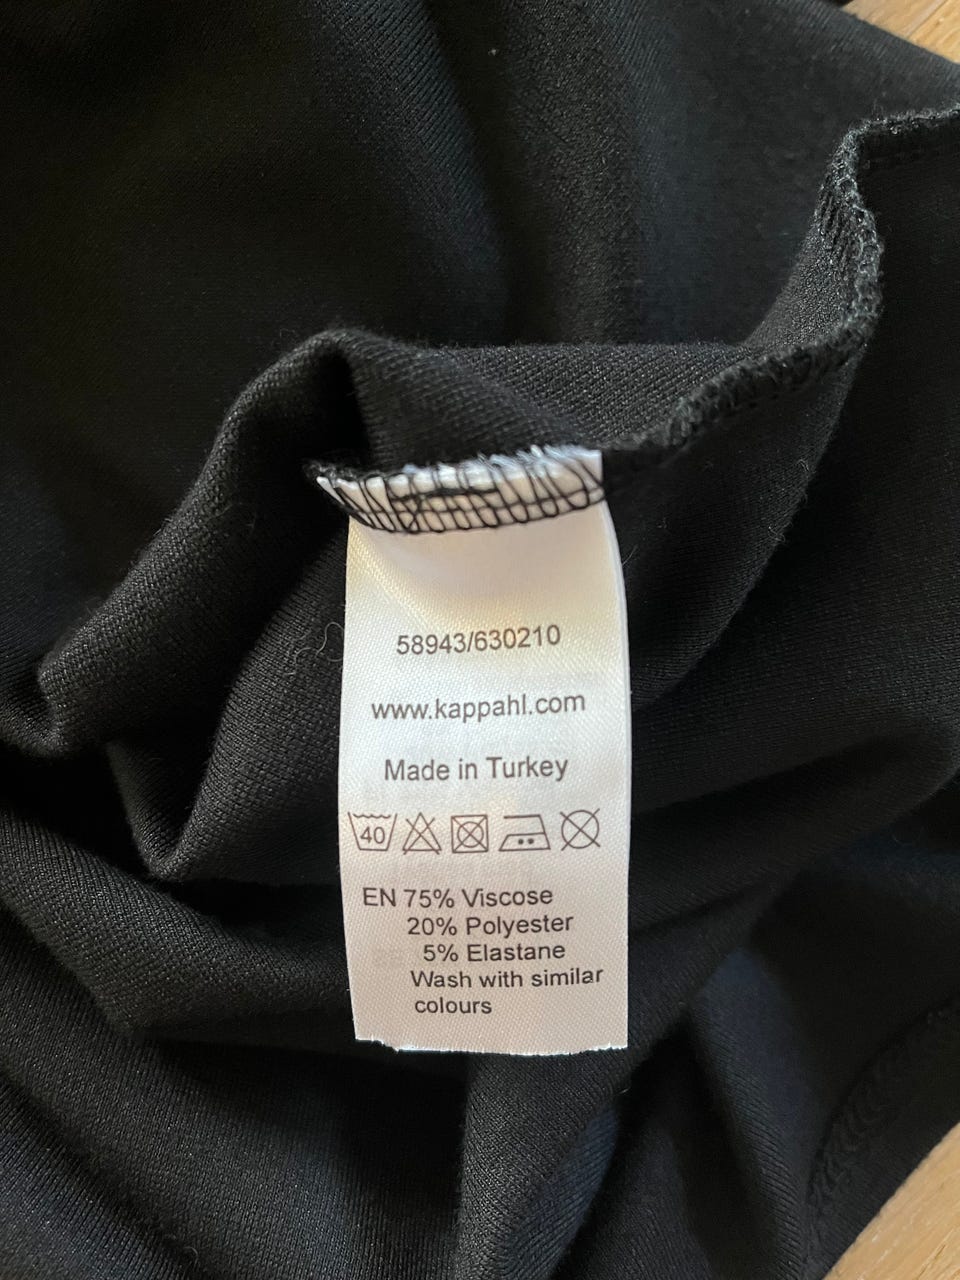 58943/630210
www.kappahl.com
Made in Turkey
40
EN 75% Viscose
20% Polyester
5% Elastane
Wash with similar
colours